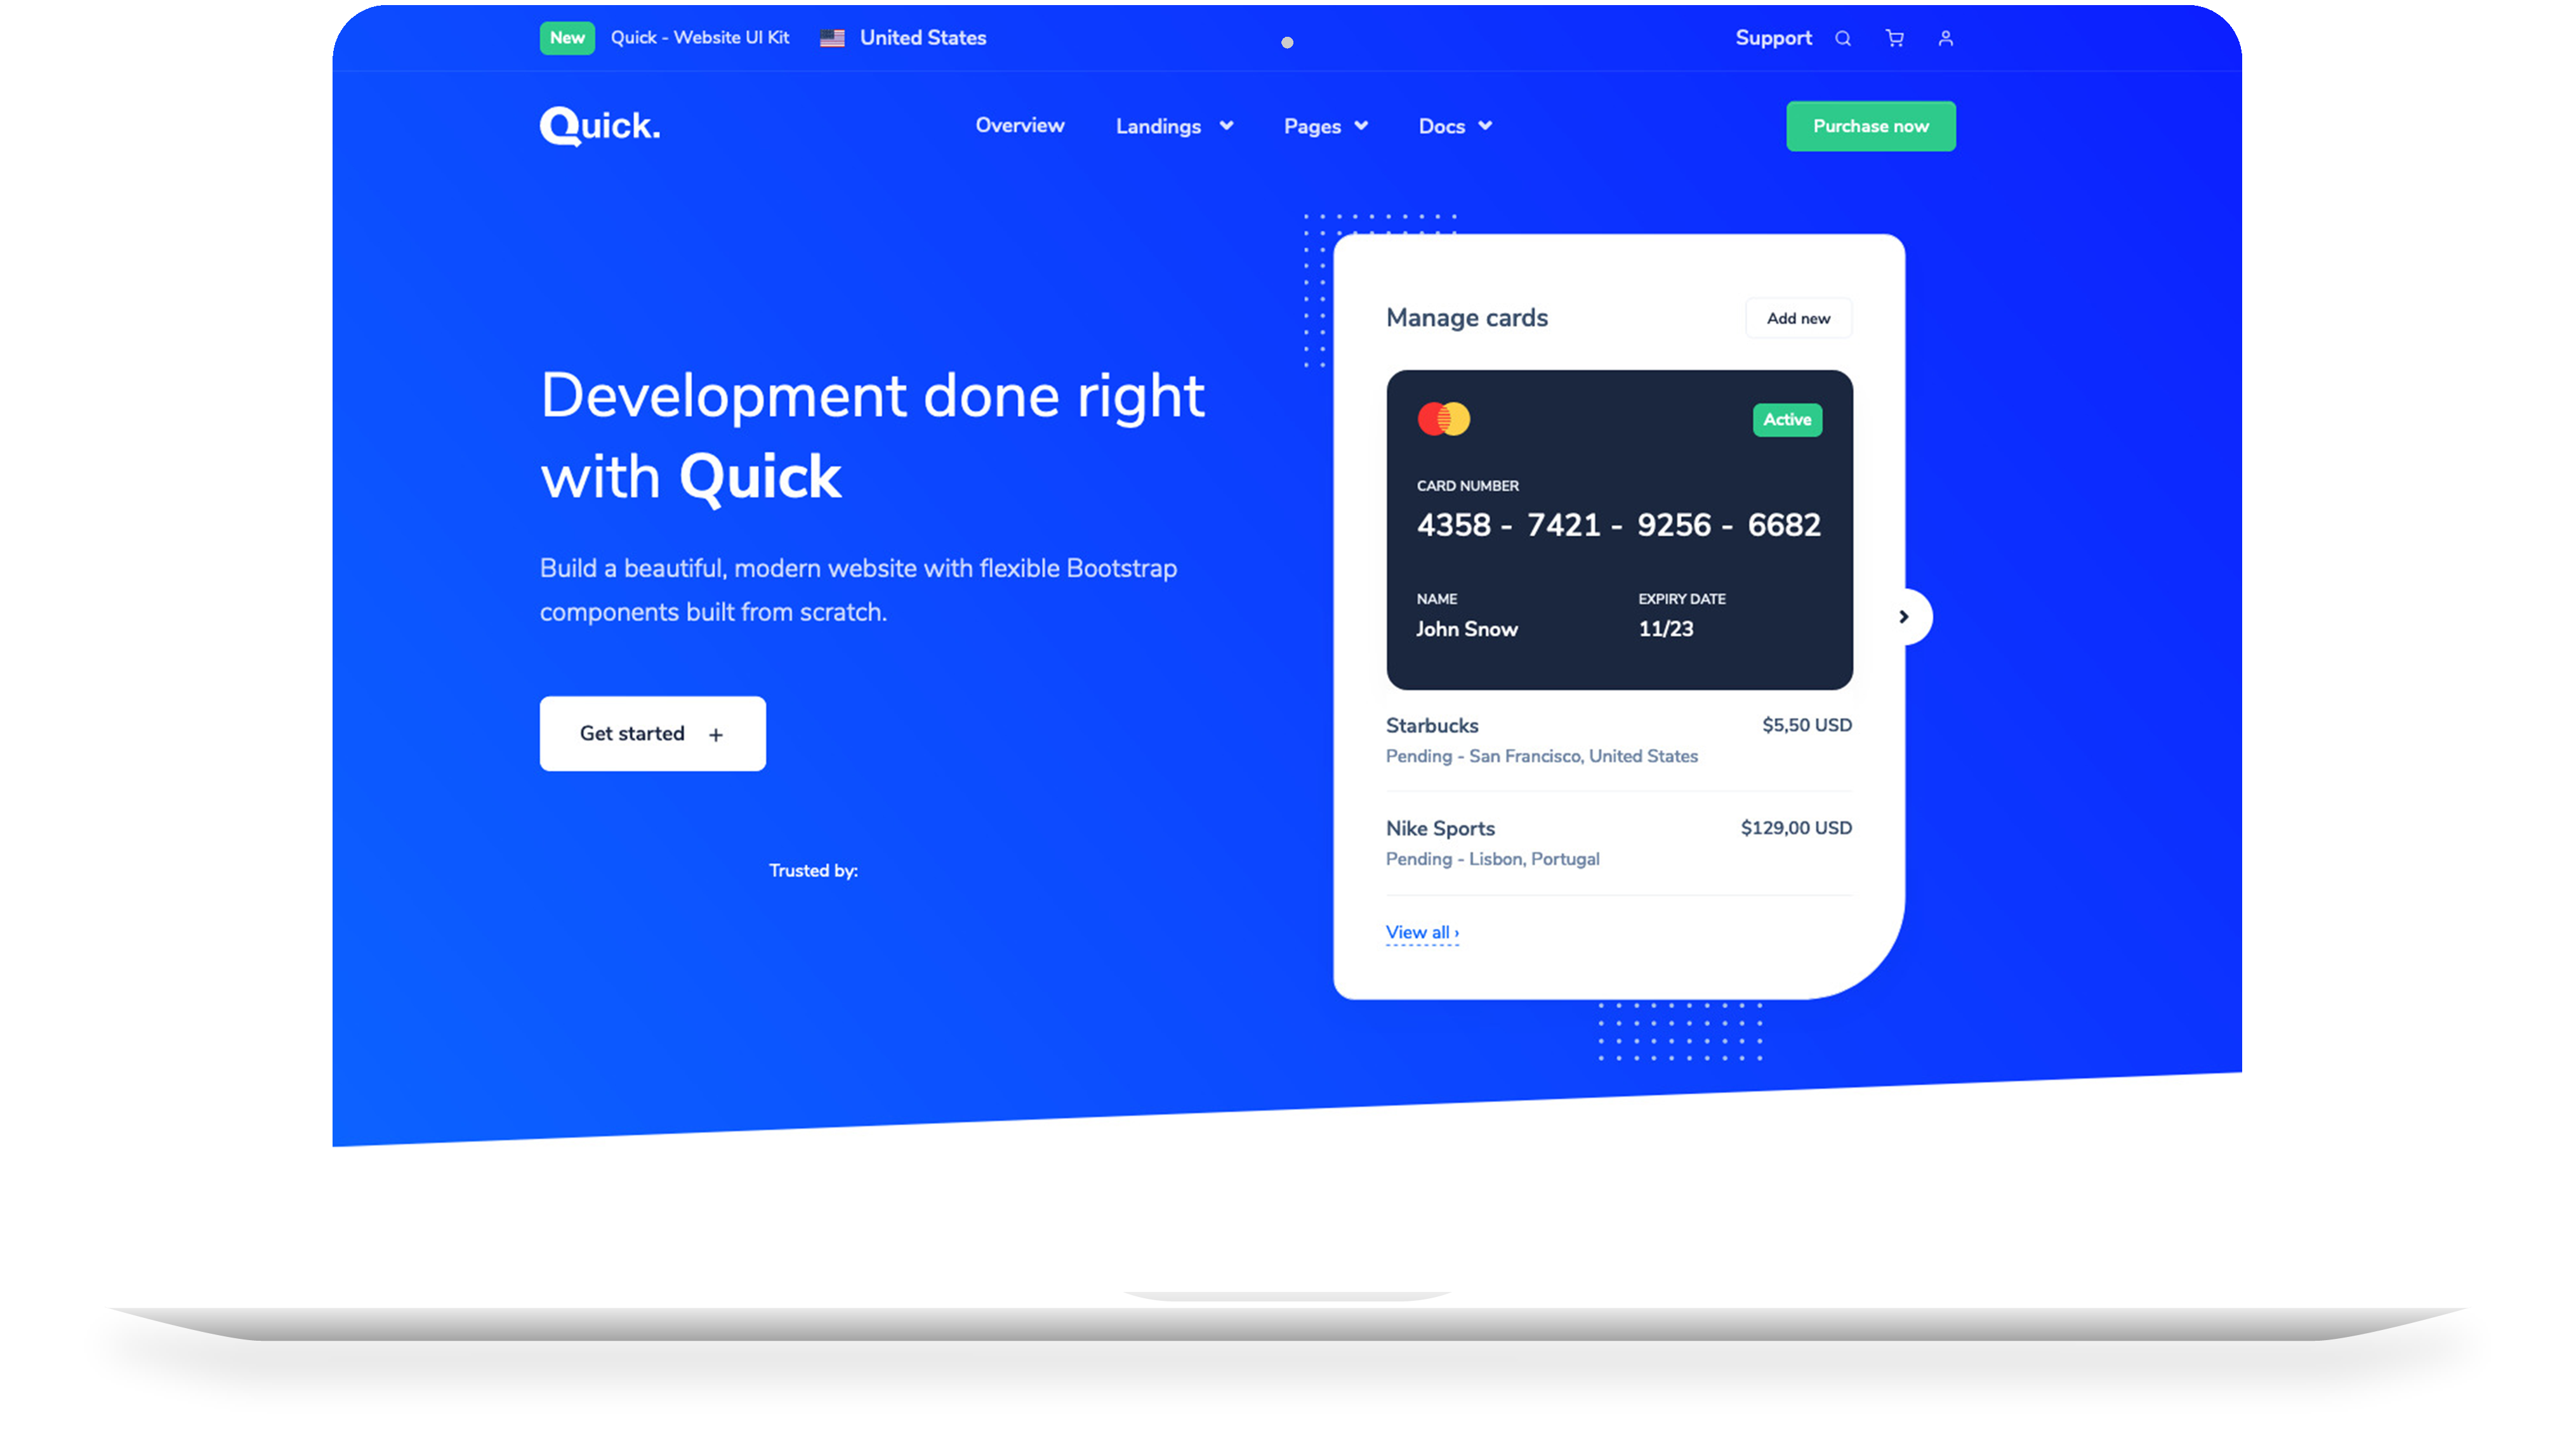 New Quick - Website UI Kit United States Support
Quick. Overview Landings Pages Docs Purchase now
Development done right
with Quick
Build a beautiful, modern website with flexible Bootstrap
components built from scratch.
Get started +
Trusted by:
Manage cards Add new
Active
CARD NUMBER
4358 - 7421 - 9256 - 6682
NAME EXPIRY DATE
John Snow 11/23
Starbucks $5,50 USD
Pending - San Francisco, United States
Nike Sports $129,00 USD
Pending - Lisbon, Portugal
View all ›